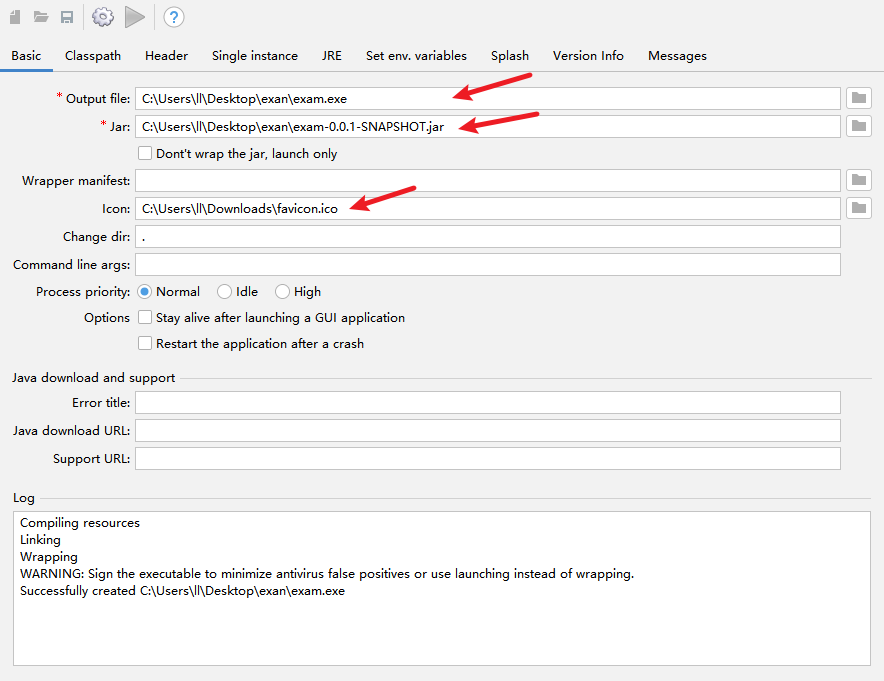 ?
Basic Classpath Header Single instance JRE Set env. variables Splash Version Info Messages
* Output file: C:\Users\ll\Desktop\exan\exam.exe
* Jar: C:\Users\ll\Desktop\exan\exam-0.0.1-SNAPSHOT.jar
Dont't wrap the jar, launch only
Wrapper manifest:
Icon: C:\Users\ll\Downloads\favicon.ico
Change dir: .
Command line args:
Process priority: Normal Idle High
Options Stay alive after launching a GUI application
Restart the application after a crash
Java download and support
Error title:
Java download URL:
Support URL:
Log
Compiling resources
Linking
Wrapping
WARNING: Sign the executable to minimize antivirus false positives or use launching instead of wrapping.
Successfully created C:\Users\ll\Desktop\exan\exam.exe